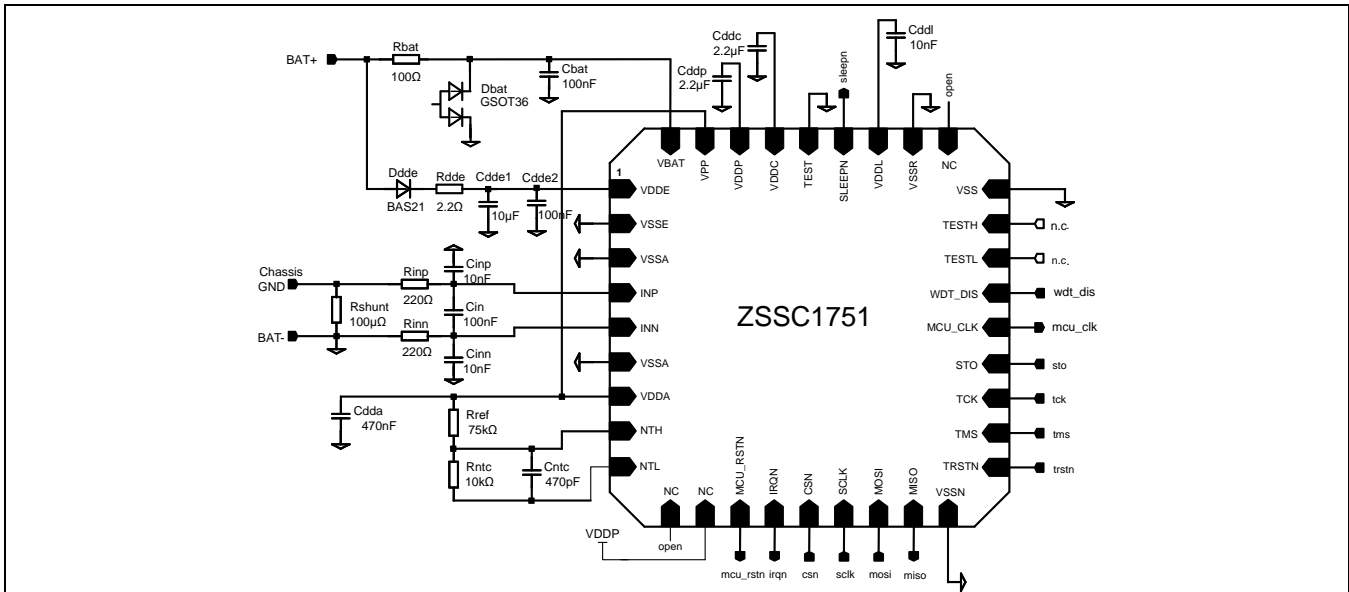 BAT+
Rbat
100Ω
Dbat
GSOT36
Cbat
100nF
Cddp
2.2µF
Cddc
2.2µF
sleepn
Cddl
10nF
open
VBAT
VPP
VDDP
VDDC
TEST
SLEEPN
VDDL
VSSR
NC
Ddde
BAS21
Rdde
2.2Ω
Cdde1
10µF
Cdde2
100nF
1
VDDE
VSSE
VSSA
INP
INN
VSSA
VDDA
NTH
NTL
Chassis
GND
Rshunt
100µΩ
BAT-
Rinp
220Ω
Rinn
220Ω
Cinp
10nF
Cin
100nF
Cinn
10nF
Cdda
470nF
Rref
75kΩ
Rntc
10kΩ
Cntc
470pF
ZSSC1751
VSS
TESTH
n.c.
TESTL
n.c.
WDT_DIS
wdt_dis
MCU_CLK
mcu_clk
STO
sto
TCK
tck
TMS
tms
TRSTN
trstn
NC
NC
MCU_RSTN
IRQN
CSN
SCLK
MOSI
MISO
VSSN
VDDP
open
mcu_rstn
irqn
csn
sclk
mosi
miso